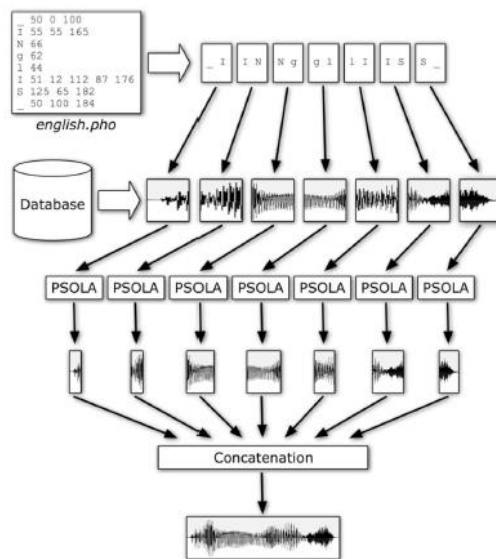 _ 50 0 100
I 55 55 165
N 66
g 62
l 44
I 51 12 112 87 176
S 125 65 182
_ 50 100 184
english.pho
_ I I N N g g l l I I S S _
Database
PSOLA PSOLA PSOLA PSOLA PSOLA PSOLA PSOLA
Concatenation